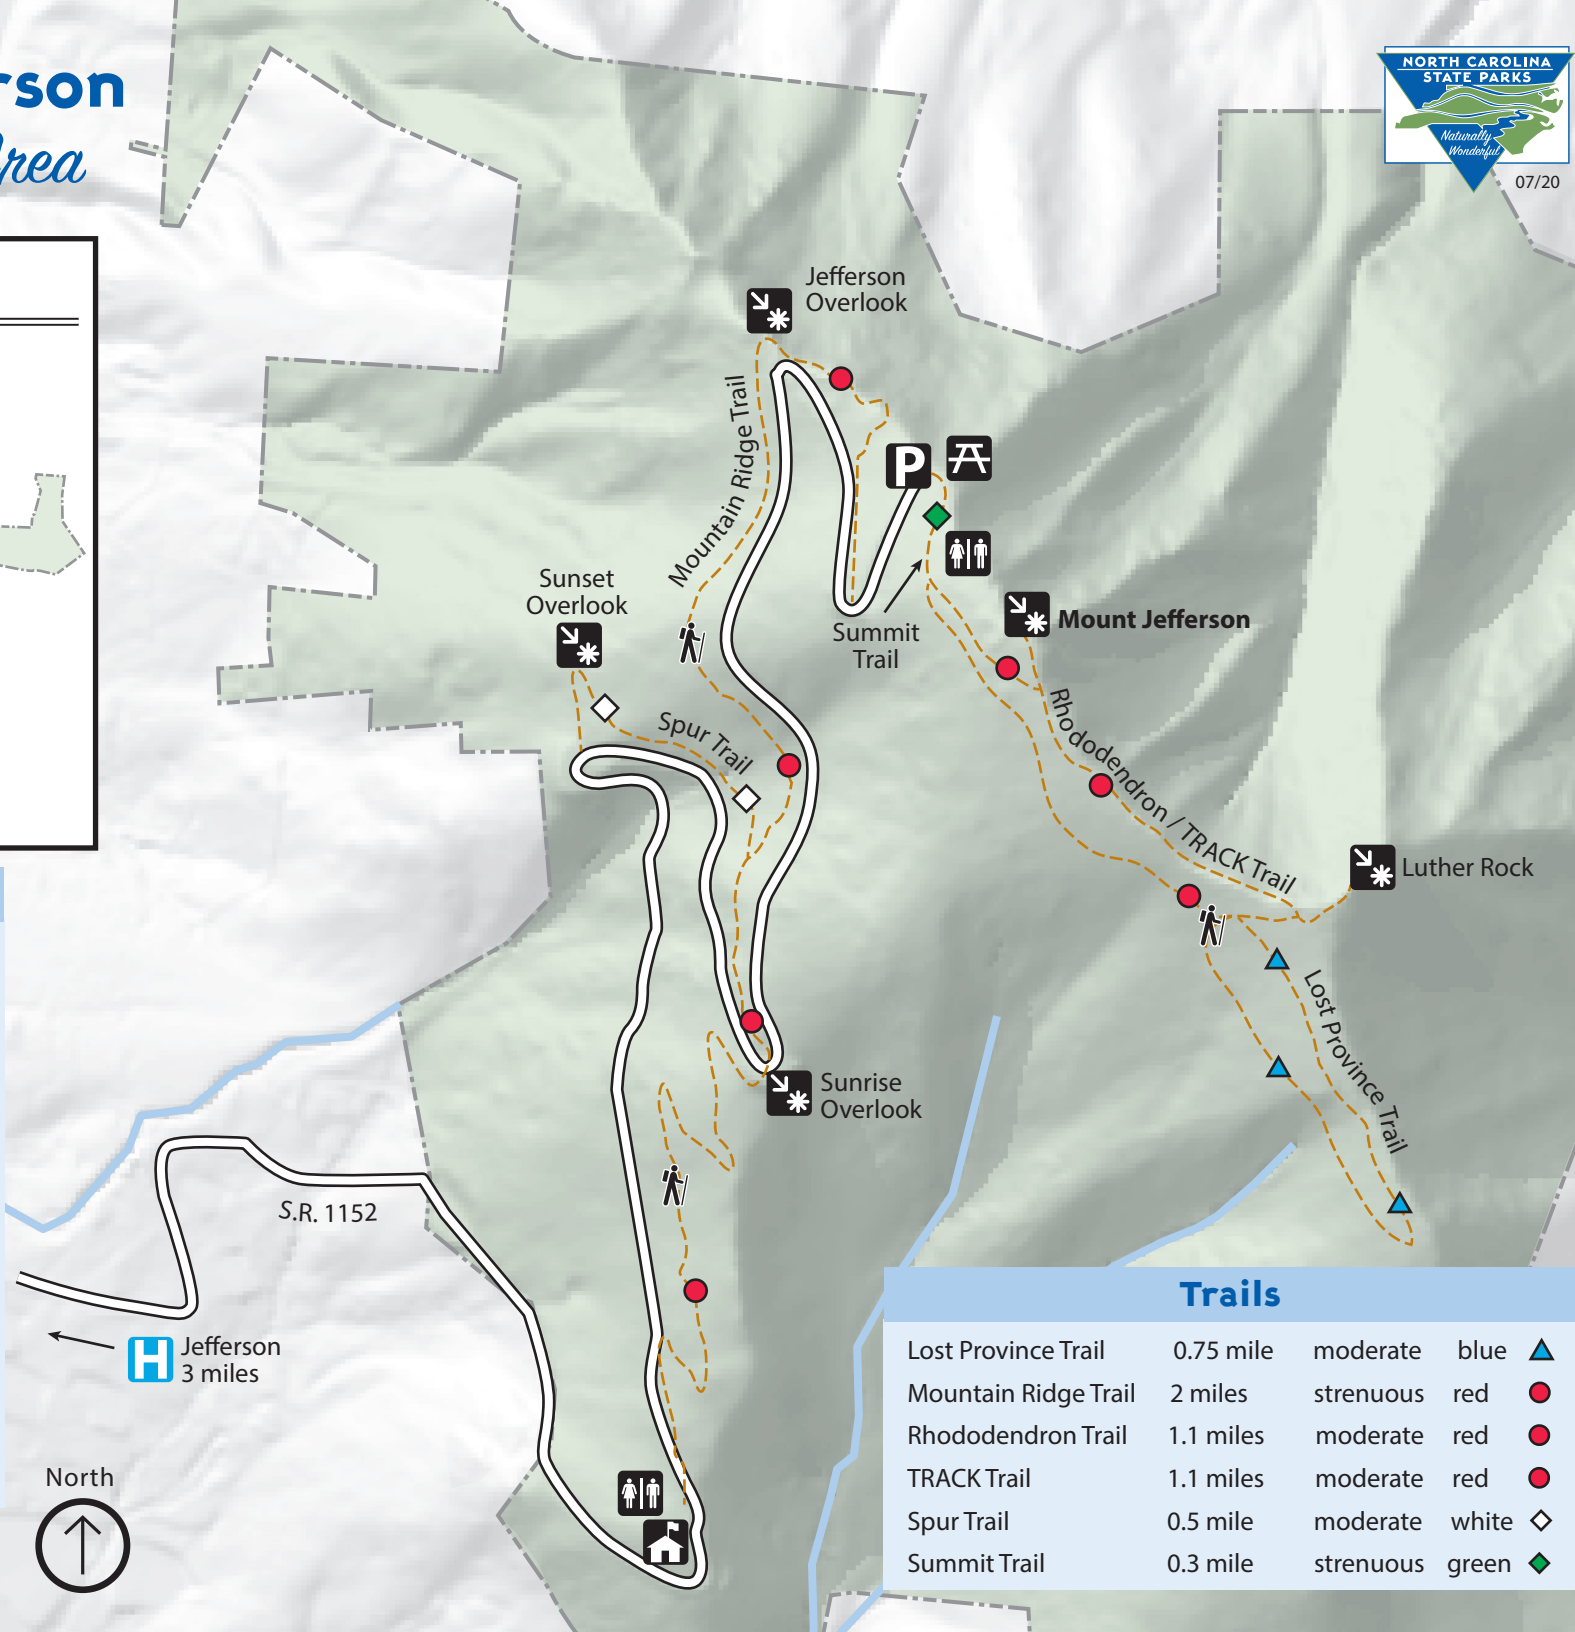 rson
Area
NORTH CAROLINA
STATE PARKS
Naturally
Wonderful
07/20
Jefferson
Overlook
Mountain Ridge Trail
P
Sunset
Overlook
Summit
Trail
Mount Jefferson
Spur Trail
Rhododendron / TRACK Trail
Luther Rock
Lost Province Trail
Sunrise
Overlook
S.R. 1152
H
Jefferson
3 miles
North
Trails
Lost Province Trail 0.75 mile moderate blue
Mountain Ridge Trail 2 miles strenuous red
Rhododendron Trail 1.1 miles moderate red
TRACK Trail 1.1 miles moderate red
Spur Trail 0.5 mile moderate white
Summit Trail 0.3 mile strenuous green